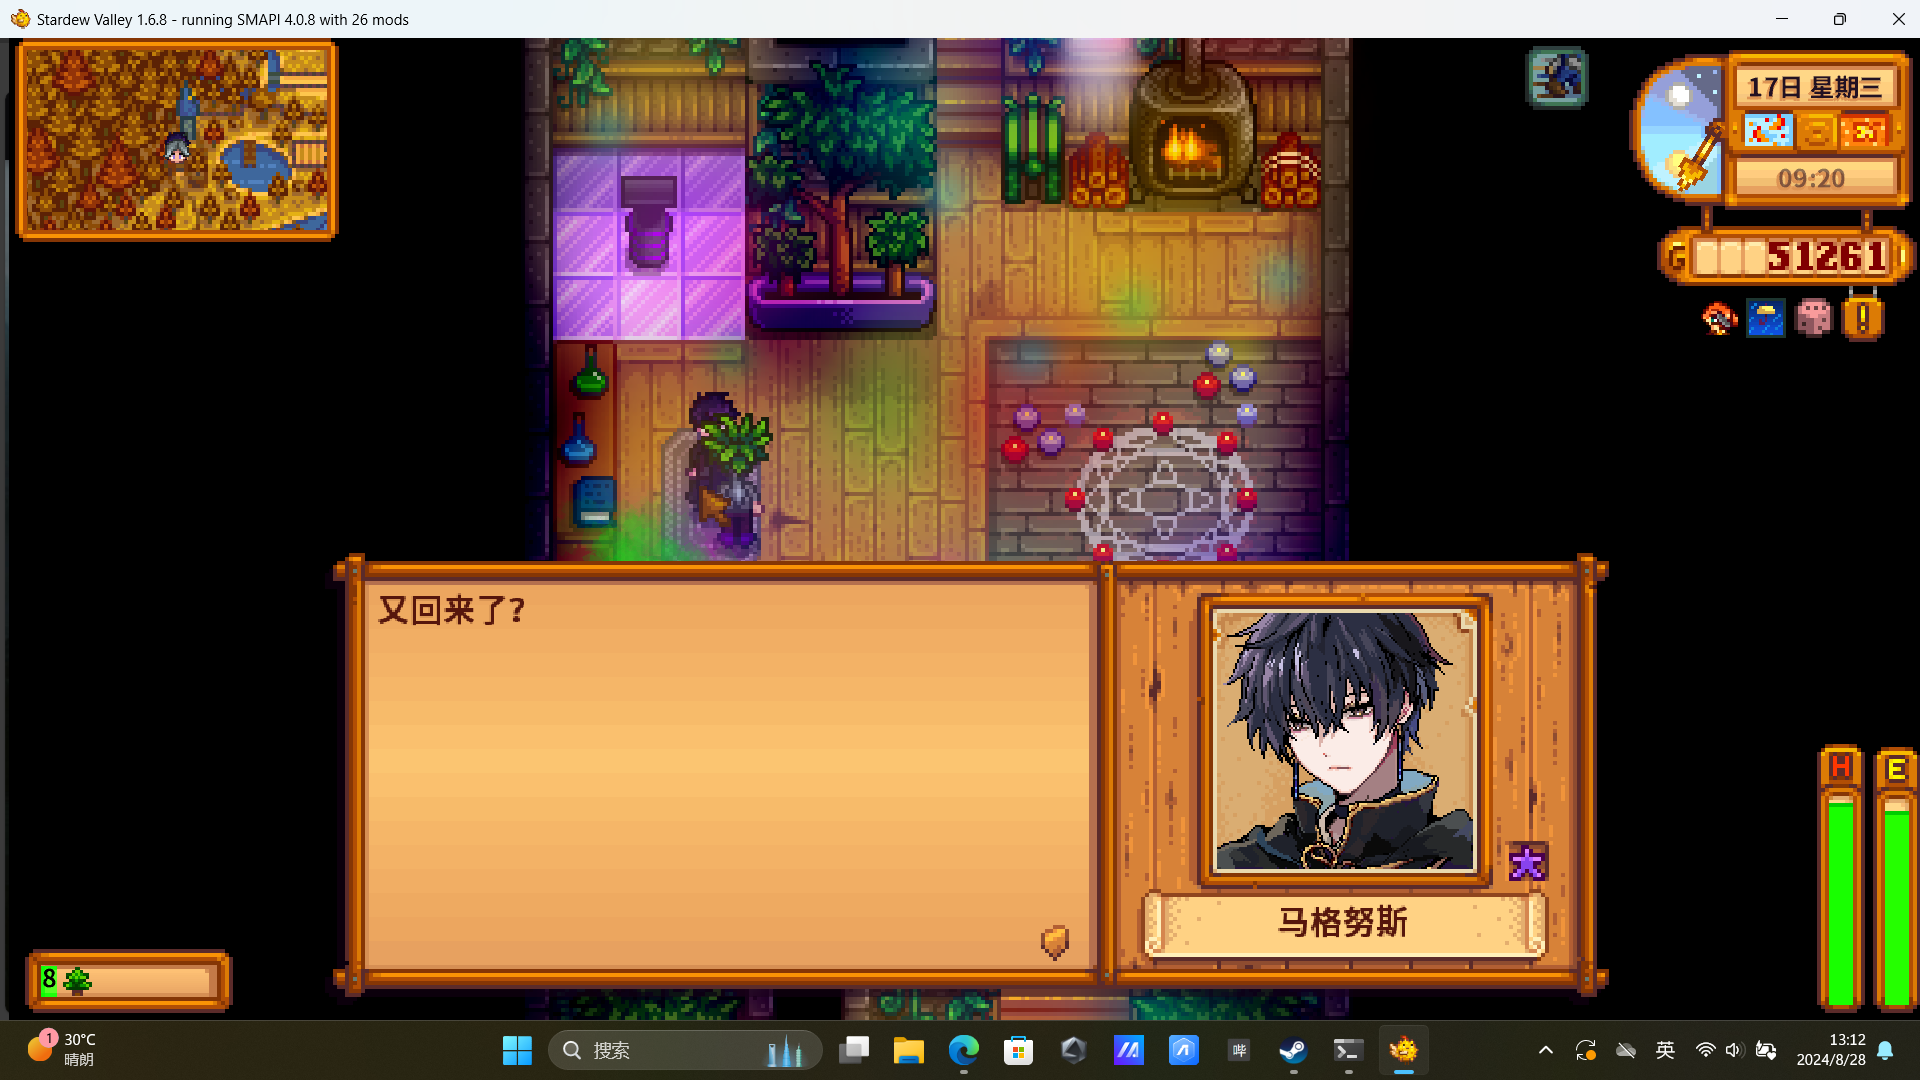 Stardew Valley 1.6.8 - running SMAPI 4.0.8 with 26 mods
17日 星期三
09:20
G 51261
又回来了？
马格努斯
H E
8
1
30°C
晴朗
搜索
哔
英
13:12
2024/8/28